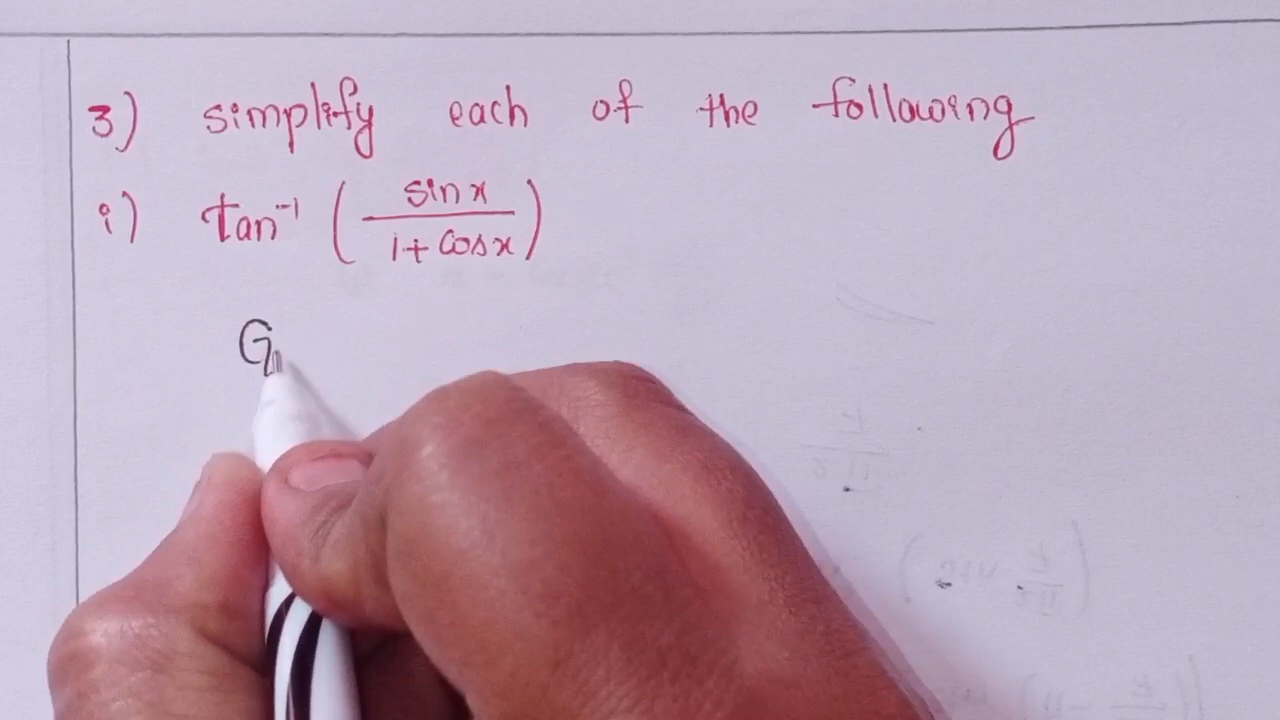 3) simplify each of the following
i) tan⁻¹ (sin x / 1 + cos x)
G